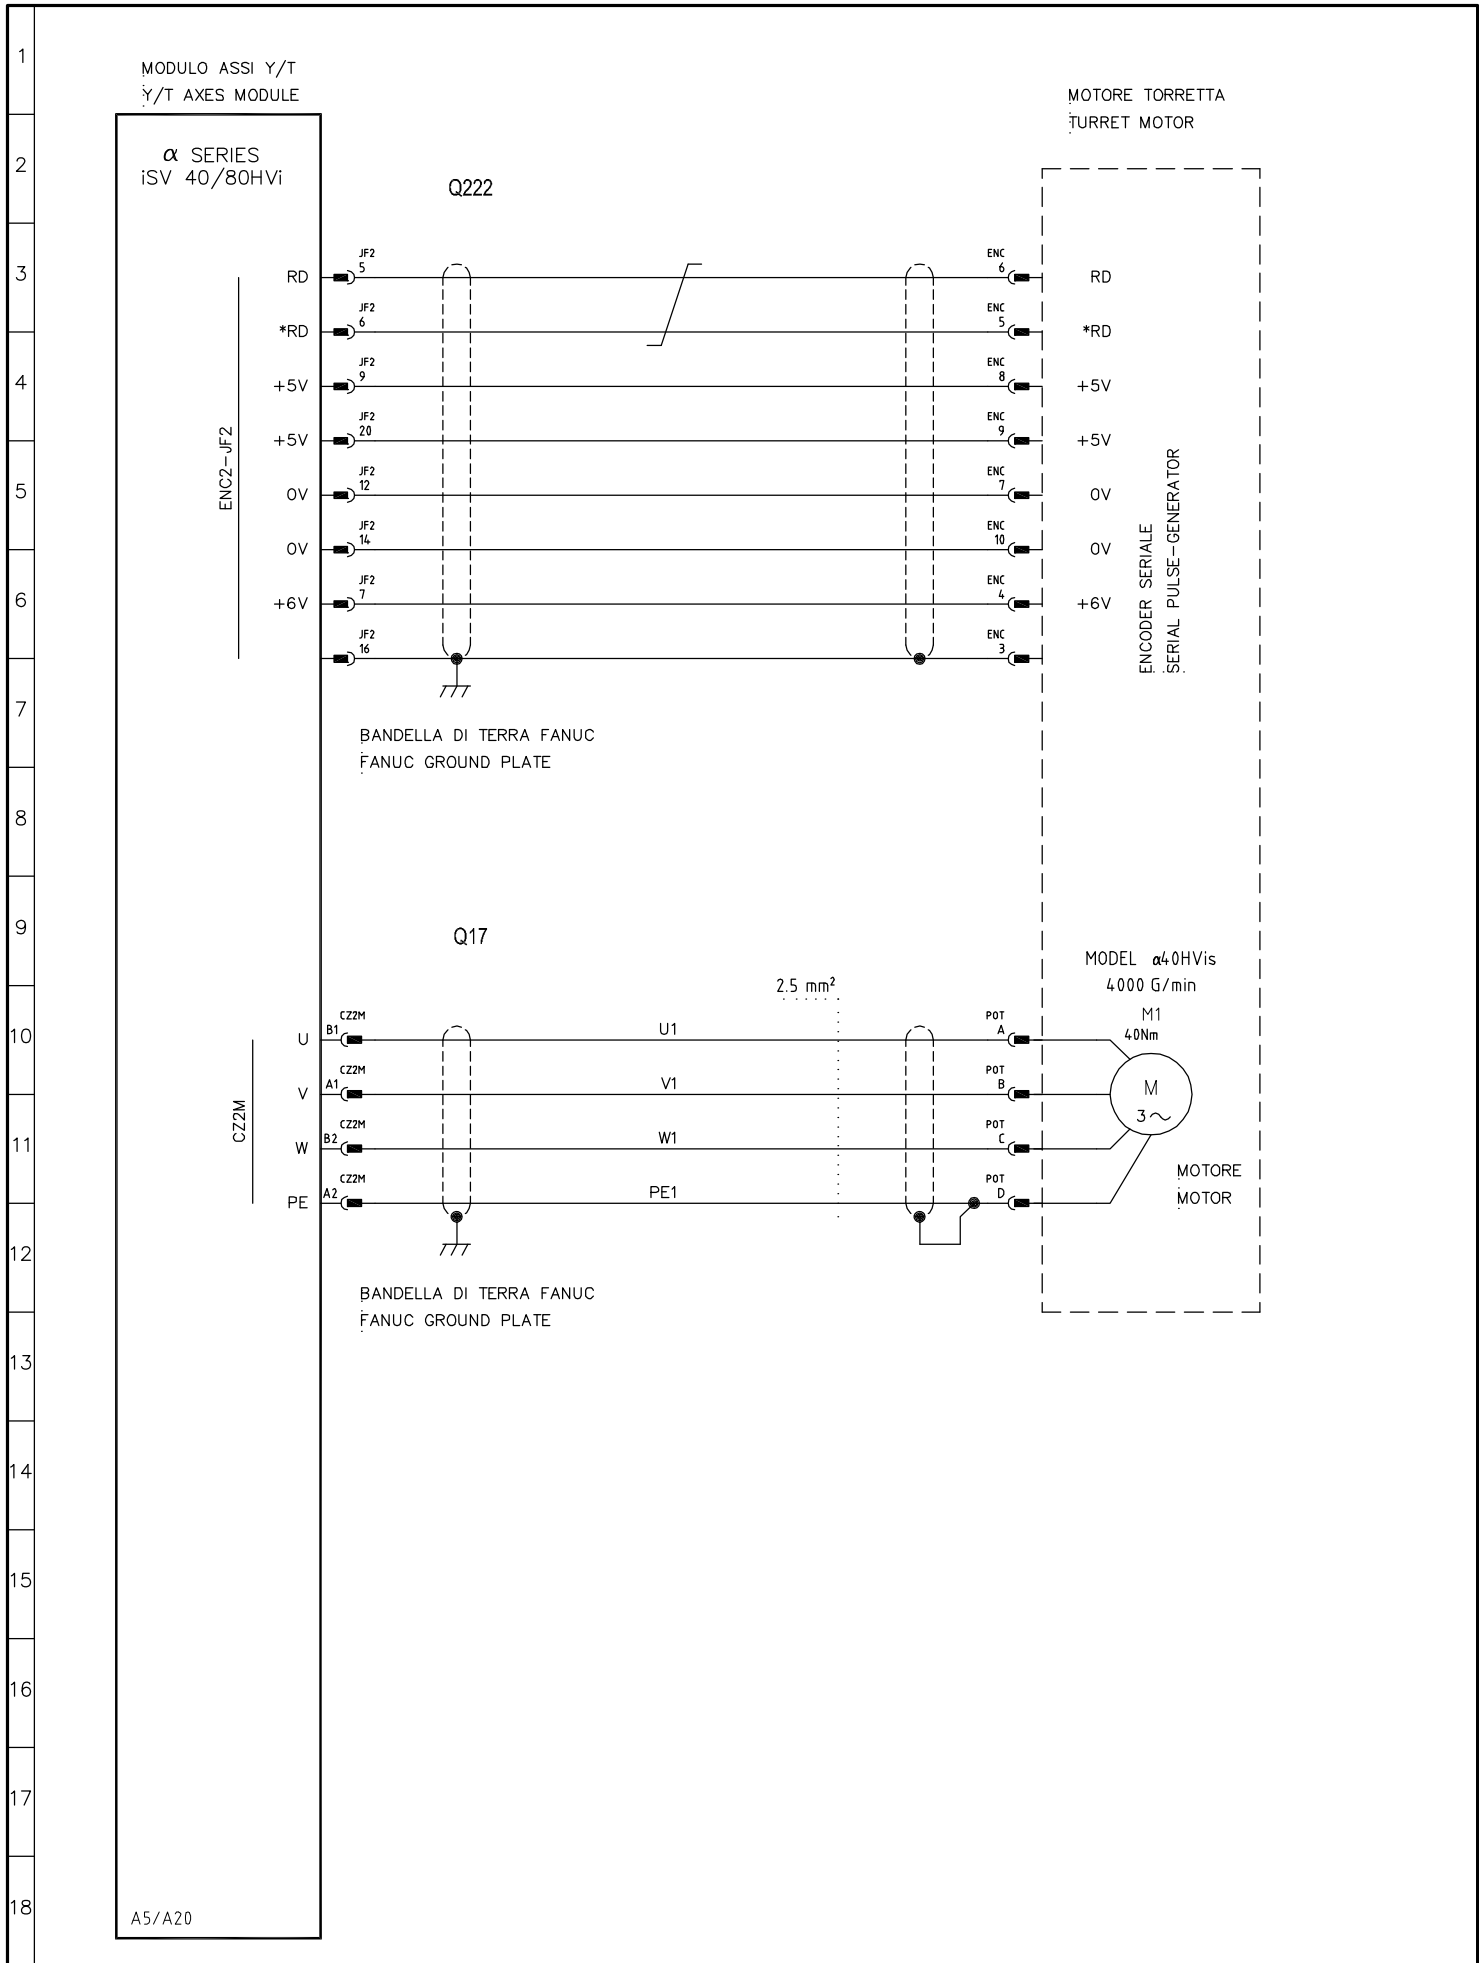 1
2
3
4
5
6
7
8
9
10
11
12
13
14
15
16
17
18
MODULO ASSI Y/T
Y/T AXES MODULE
MOTORE TORRETTA
TURRET MOTOR
α SERIES
iSV 40/80HVi
Q222
ENC2-JF2
RD JF2 5 ENC 6 RD
*RD JF2 6 ENC 5 *RD
+5V JF2 9 ENC 8 +5V
+5V JF2 20 ENC 9 +5V
0V JF2 12 ENC 7 0V
0V JF2 14 ENC 10 0V
+6V JF2 7 ENC 4 +6V
JF2 16 ENC 3
ENCODER SERIALE
SERIAL PULSE-GENERATOR
BANDELLA DI TERRA FANUC
FANUC GROUND PLATE
Q17
2.5 mm²
MODEL α40HVis
4000 G/min
M1
40Nm
CZ2M
U B1 CZ2M U1 POT A
V A1 CZ2M V1 POT B
W B2 CZ2M W1 POT C
PE A2 CZ2M PE1 POT D
M
3~
MOTORE
MOTOR
BANDELLA DI TERRA FANUC
FANUC GROUND PLATE
A5/A20